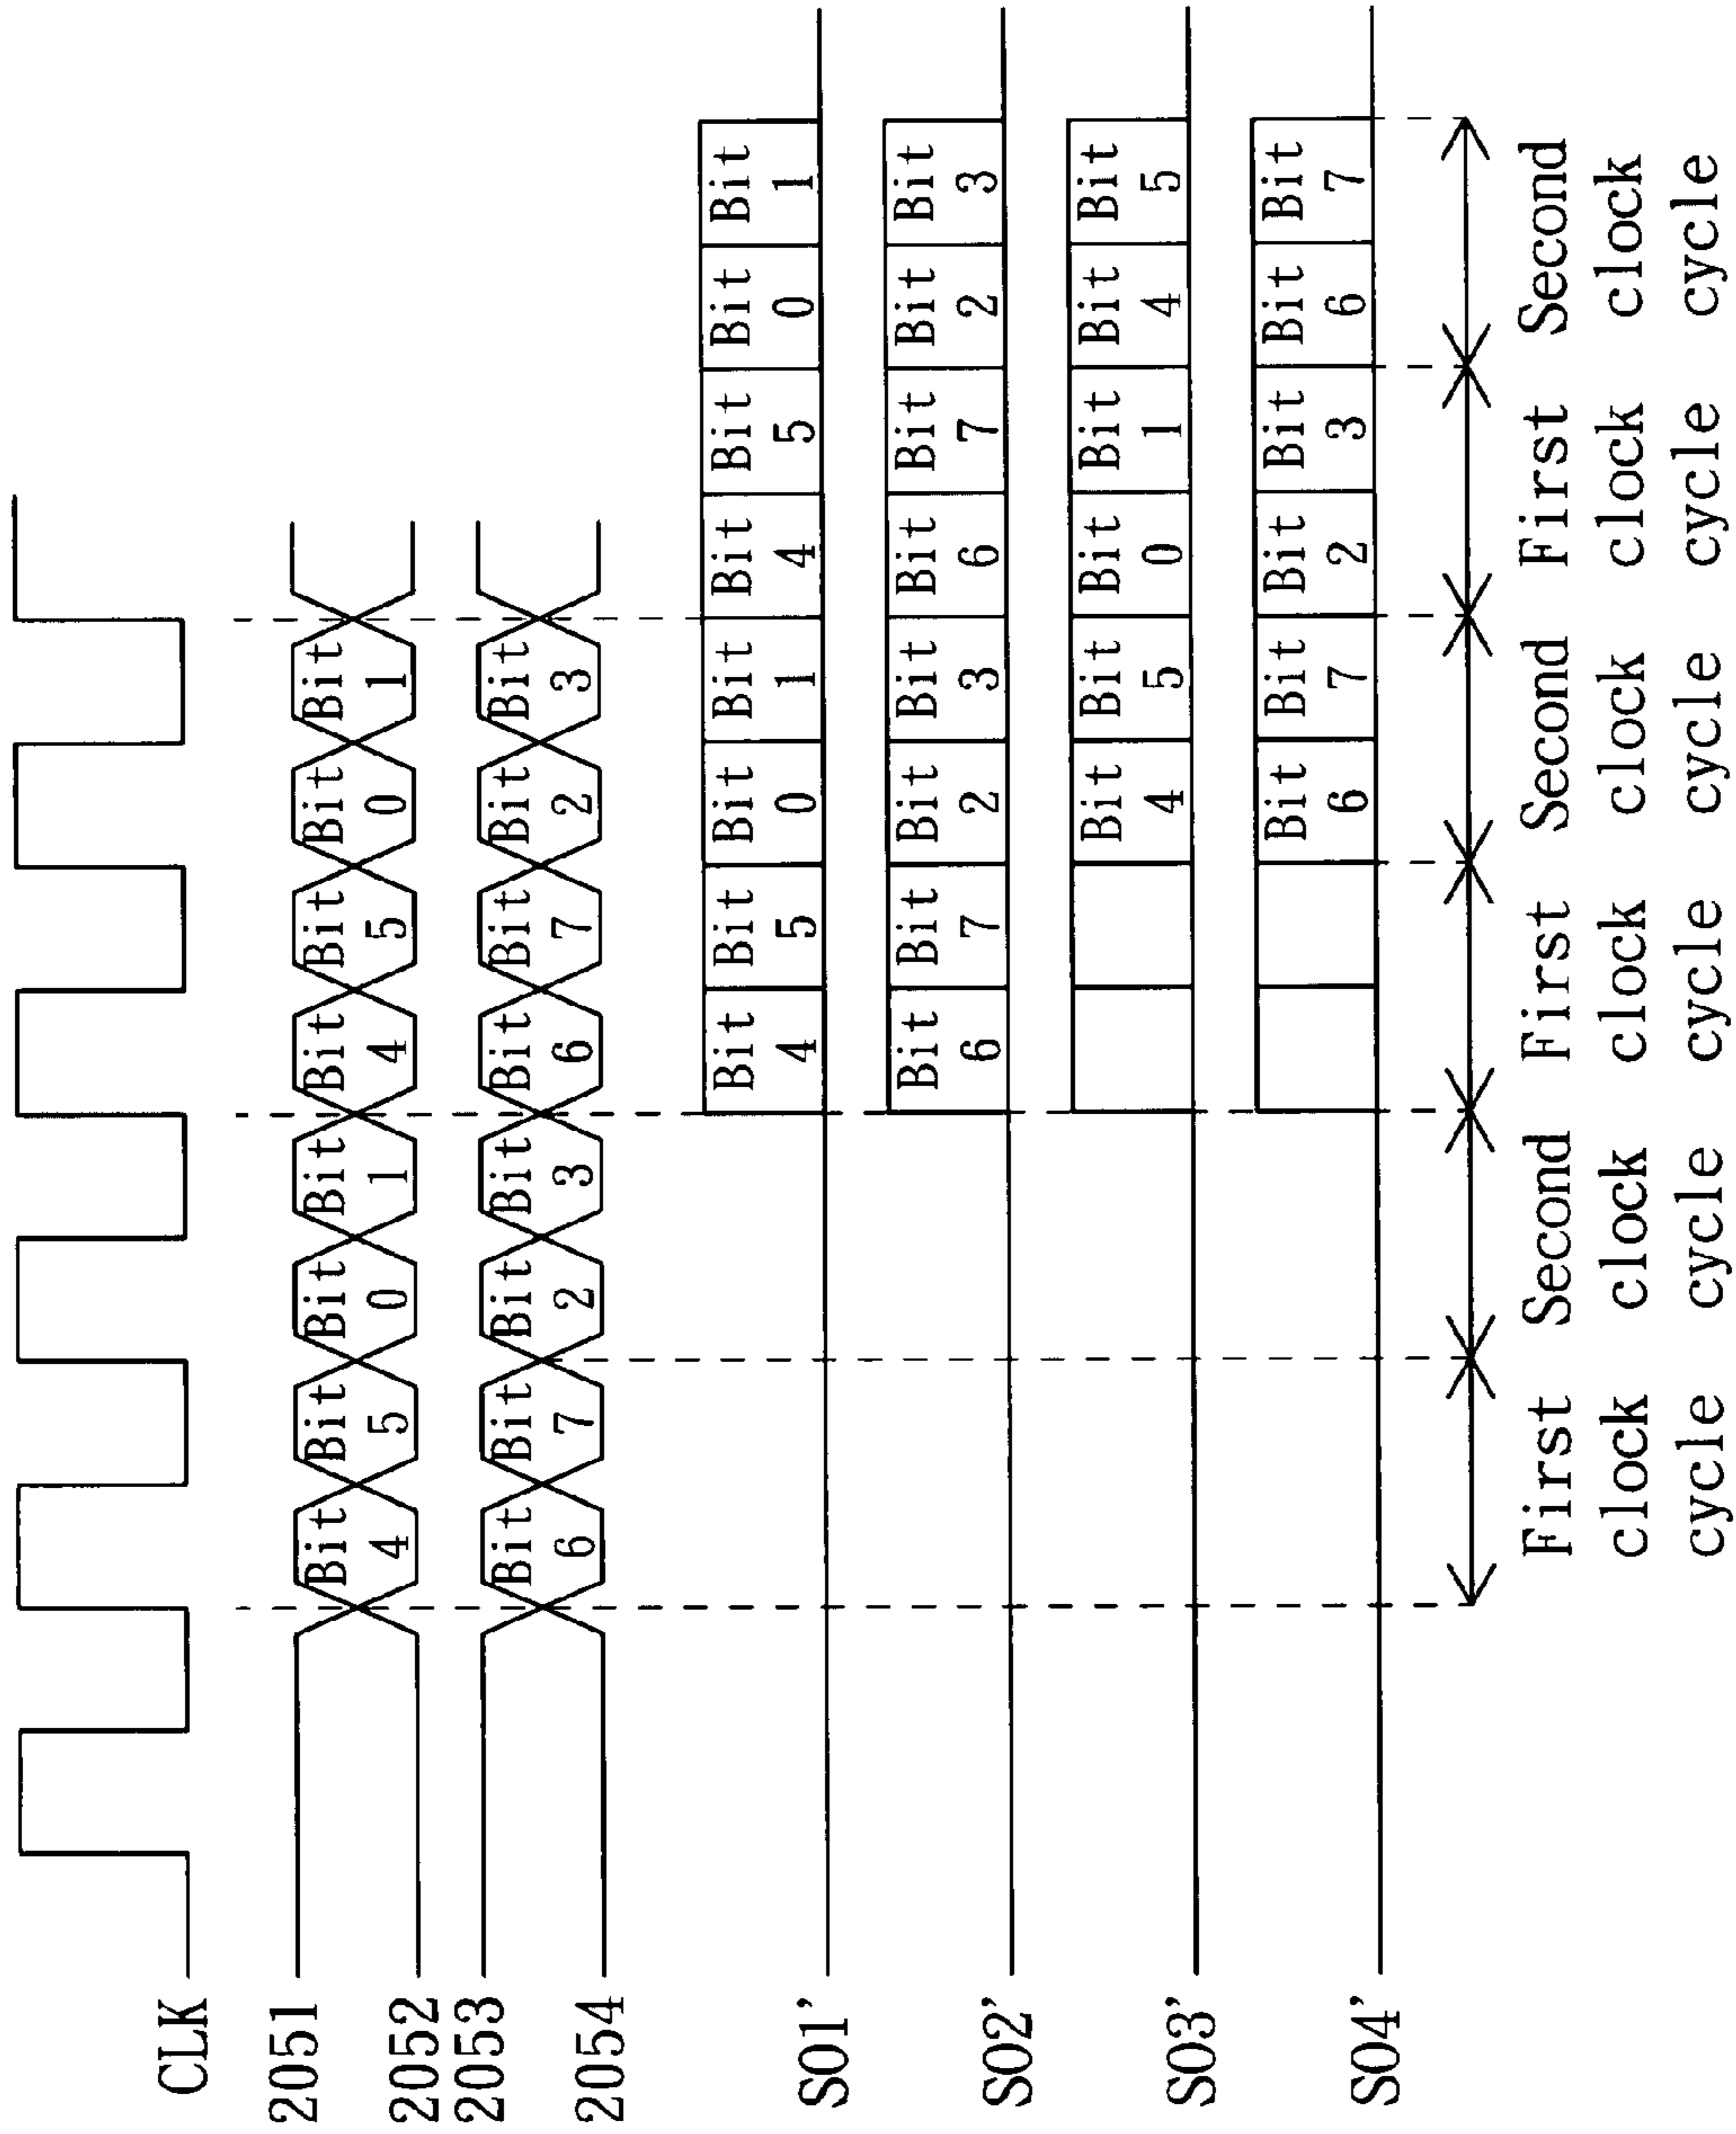 CLK
2051
Bit Bit Bit Bit Bit Bit Bit Bit
4 5 0 1 4 5 0 1
2052
2053
Bit Bit Bit Bit Bit Bit Bit Bit
6 7 2 3 6 7 2 3
2054
Bit Bit Bit Bit Bit Bit Bit Bit
4 5 0 1 4 5 0 1
SO1'
Bit Bit Bit Bit Bit Bit Bit Bit
6 7 2 3 6 7 2 3
SO2'
Bit Bit Bit Bit Bit Bit
4 5 0 1 4 5
SO3'
Bit Bit Bit Bit Bit Bit
6 7 2 3 6 7
SO4'
First Second First Second First Second
clock clock clock clock clock clock
cycle cycle cycle cycle cycle cycle